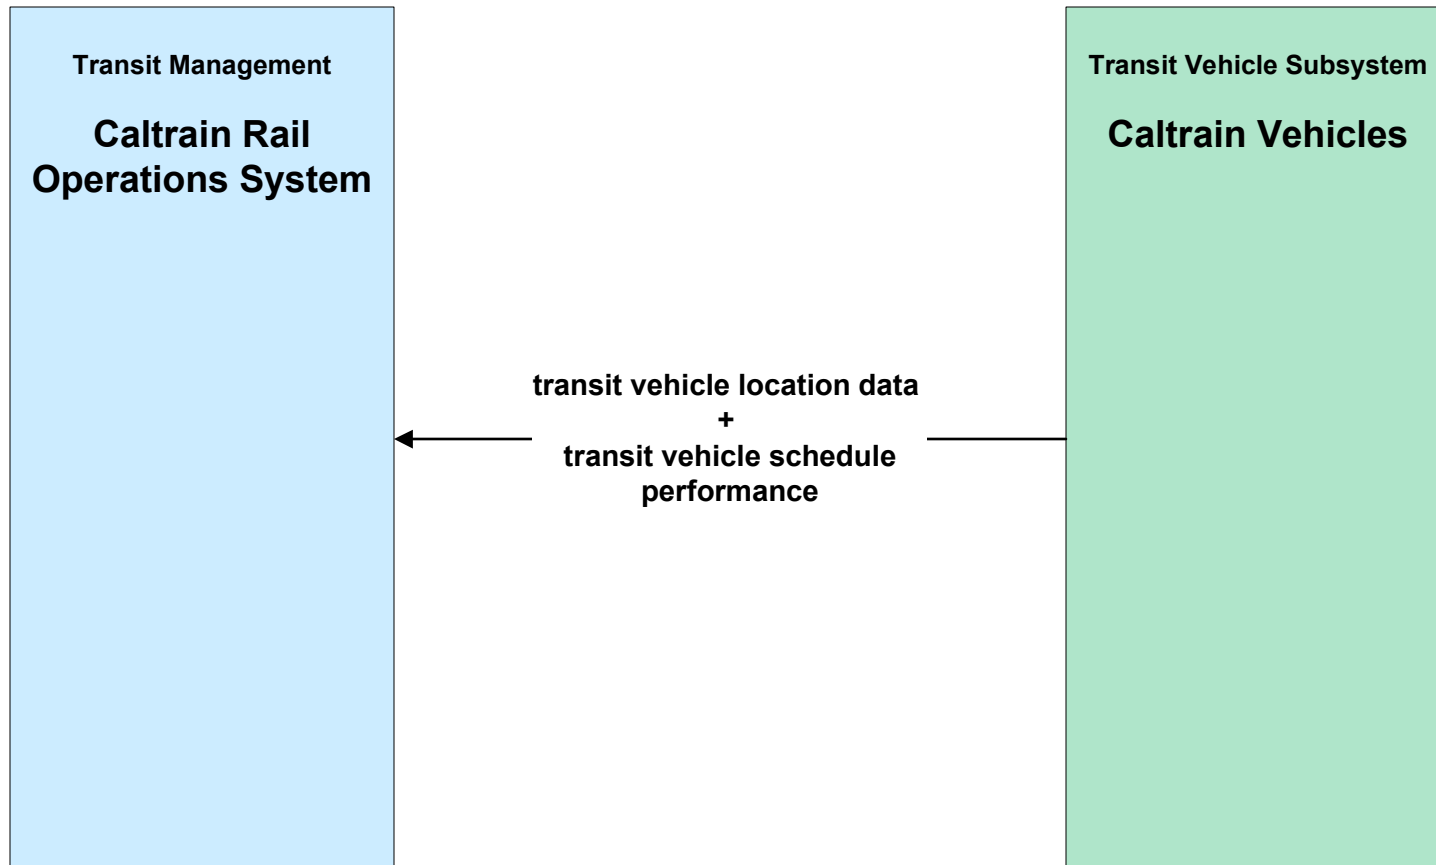 Transit Management
Caltrain Rail
Operations System
Transit Vehicle Subsystem
Caltrain Vehicles
transit vehicle location data
+
transit vehicle schedule
performance